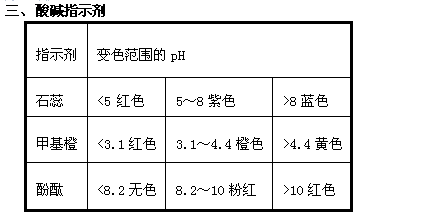 三、酸碱指示剂
指示剂 变色范围的 pH
石蕊 <5 红色 5～8 紫色 >8 蓝色
甲基橙 <3.1 红色 3.1～4.4 橙色 >4.4 黄色
酚酞 <8.2 无色 8.2～10 粉红 >10 红色